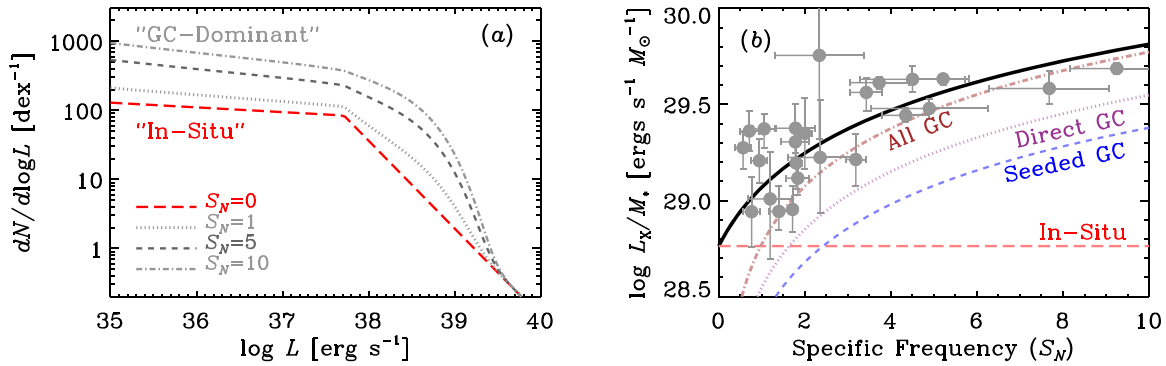 "GC-Dominant"
(a)
"In-Situ"
S_N=0
S_N=1
S_N=5
S_N=10
1000
100
10
1
dN/dlogL [dex⁻¹]
35 36 37 38 39 40
log L [erg s⁻¹]
(b)
All GC
Direct GC
Seeded GC
In-Situ
30.0
29.5
29.0
28.5
log L_X/M_* [ergs s⁻¹ M_⊙⁻¹]
0 2 4 6 8 10
Specific Frequency (S_N)